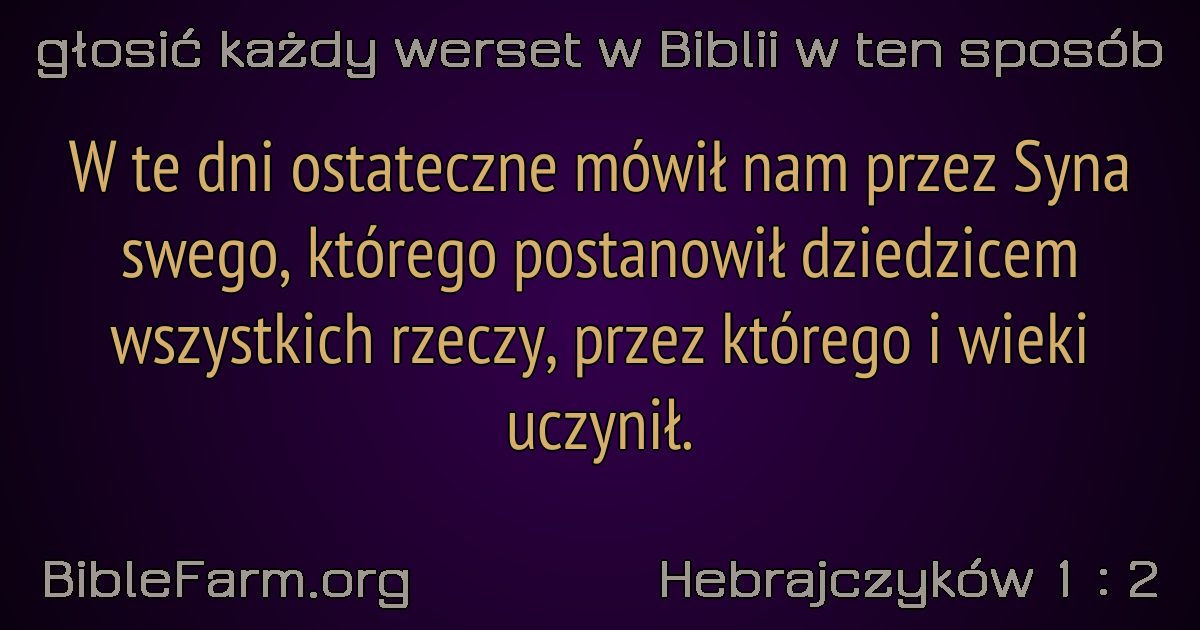 głosić każdy werset w Biblii w ten sposób
W te dni ostateczne mówił nam przez Syna
swego, którego postanowił dziedzicem
wszystkich rzeczy, przez którego i wieki
uczynił.
BibleFarm.org
Hebrajczyków 1 : 2